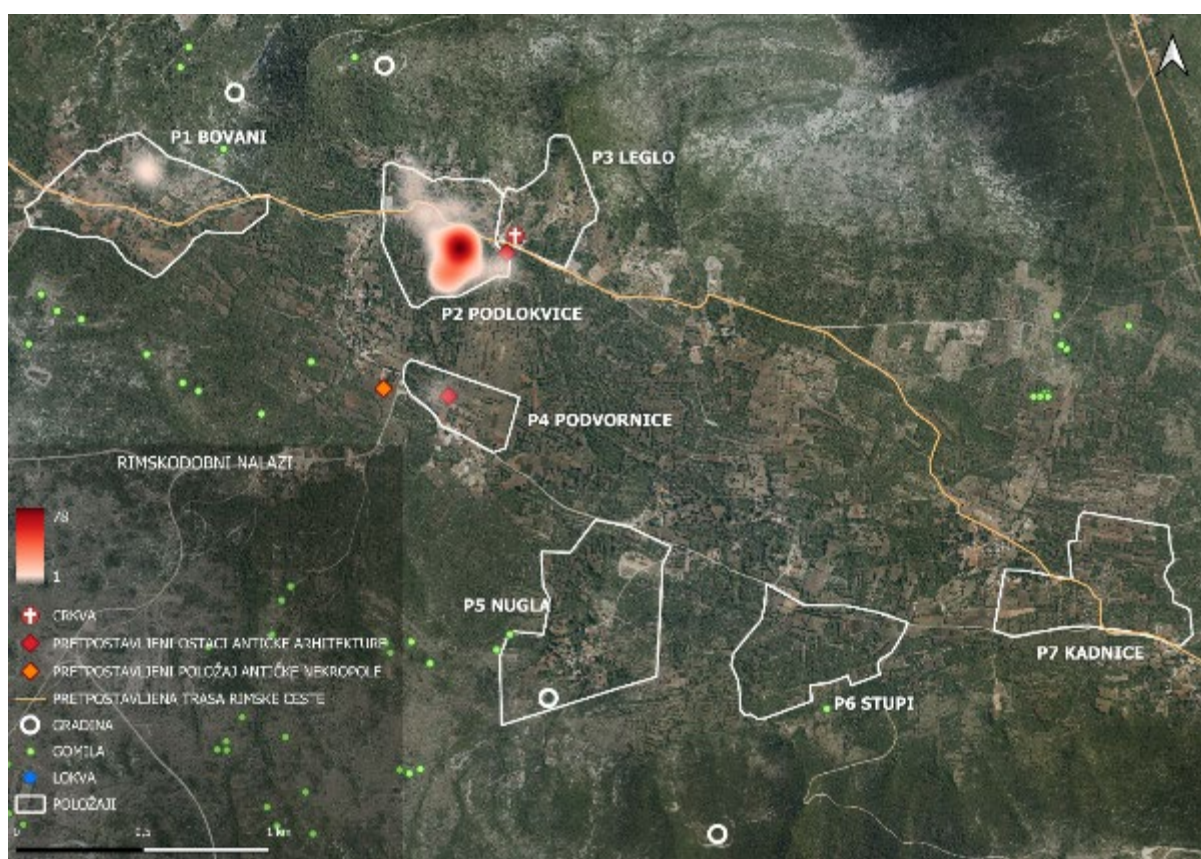 P1 BOVANI
P3 LEGLO
P2 PODLOKVICE
P4 PODVORNICE
RIMSKODOBNI NALAZI
78
1
P5 NUGLA
CRKVA
PRETPOSTAVLJENI OSTACI ANTIČKE ARHITEKTURE
P7 KADNICE
PRETPOSTAVLJENI POLOŽAJ ANTIČKE NEKROPOLE
PRETPOSTAVLJENA TRASA RIMSKE CESTE
P6 STUPI
GRADINA
GOMILA
LOKVA
POLOŽAJI
0 0,5 1 km